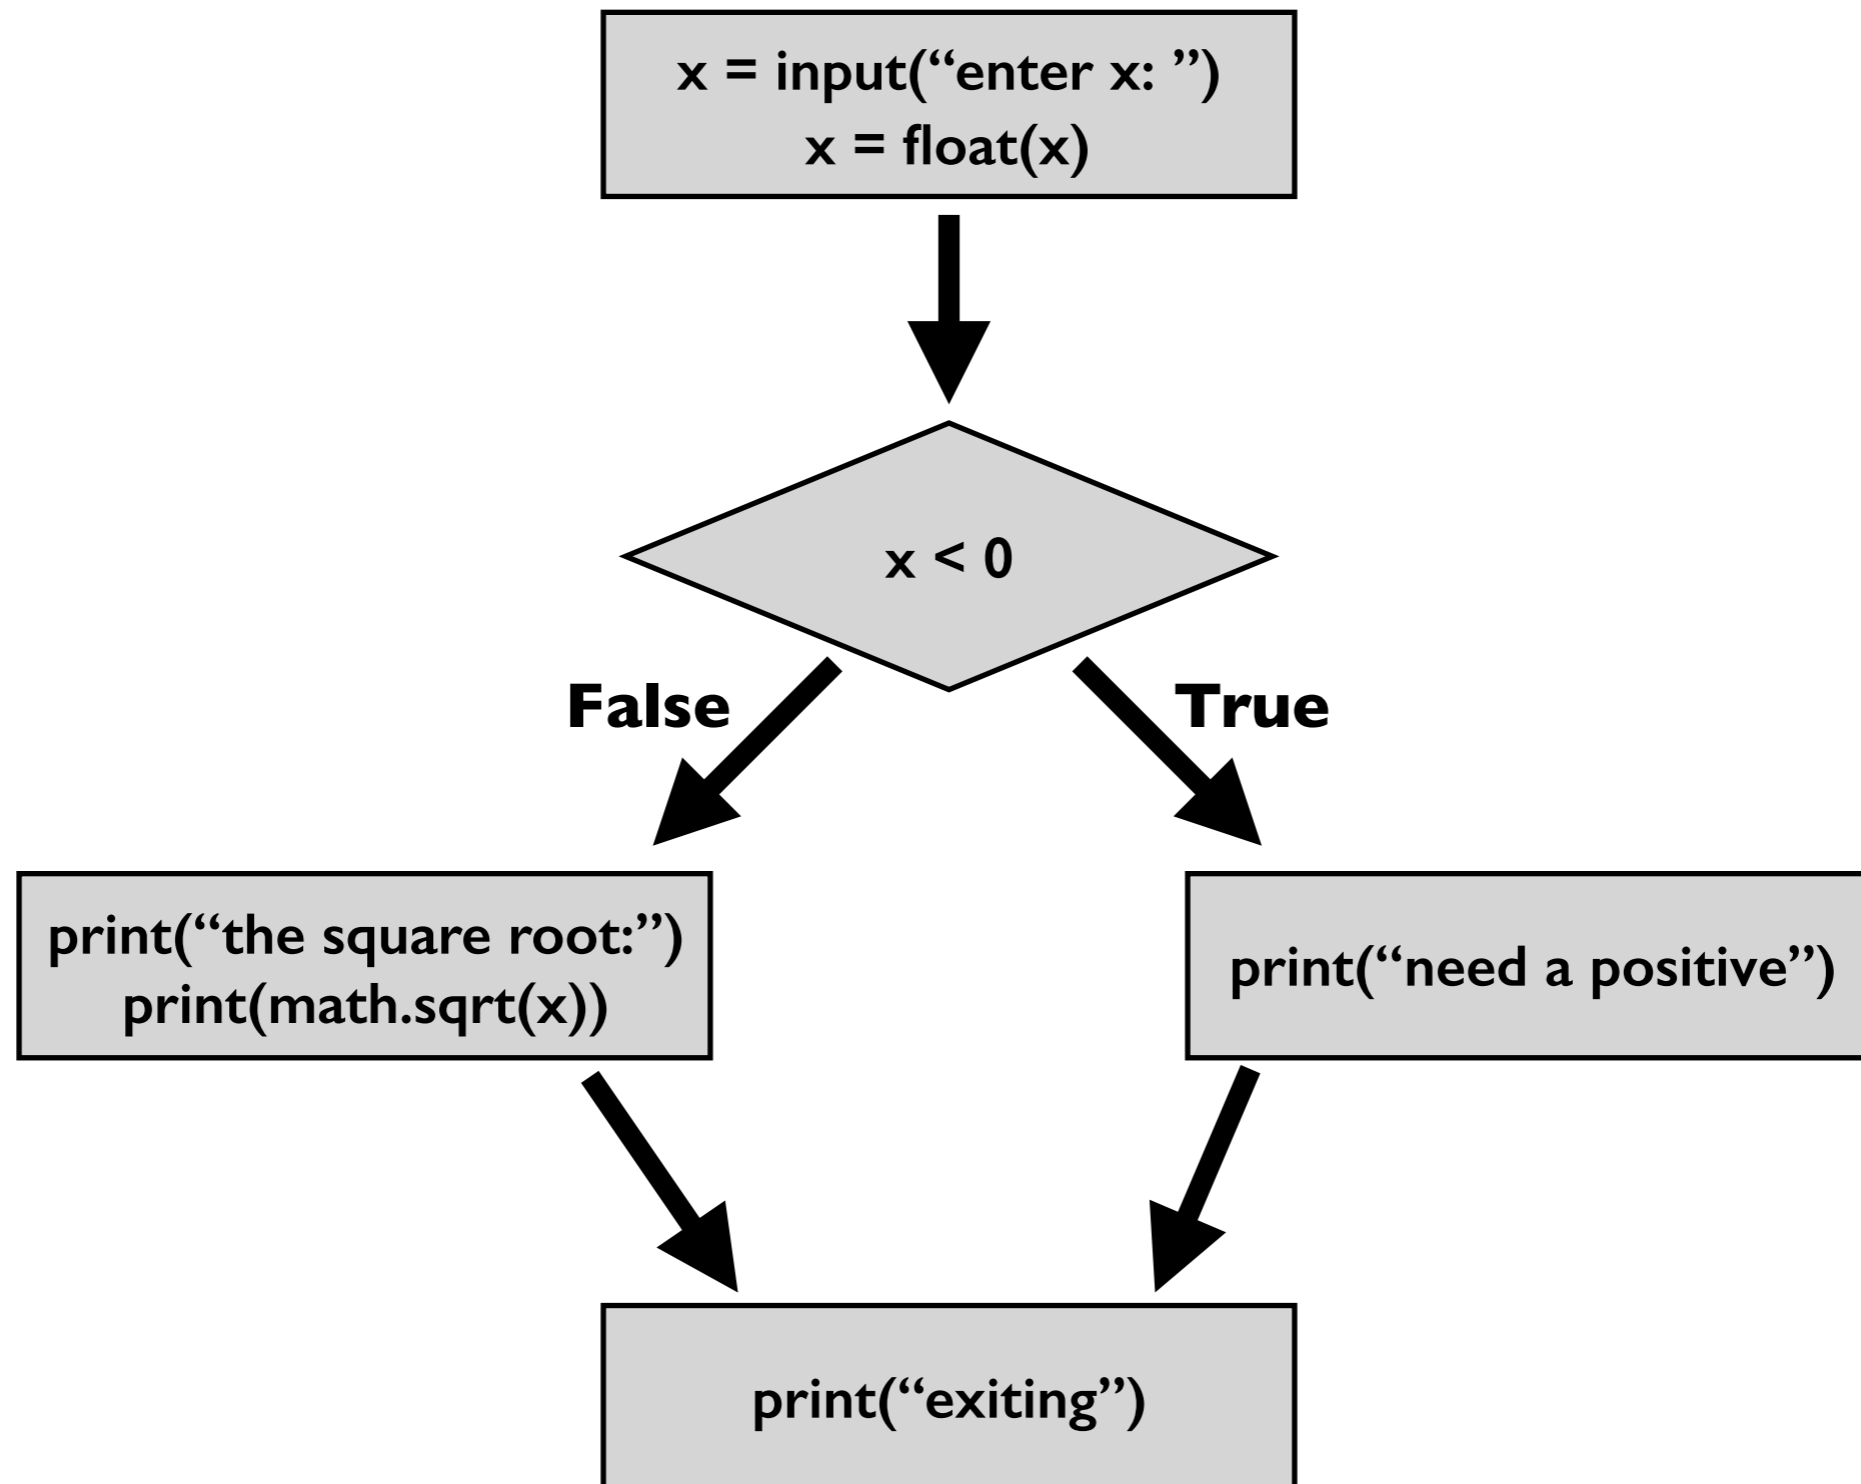 x = input(“enter x: ”)
x = float(x)
x < 0
False
True
print(“the square root:”)
print(math.sqrt(x))
print(“need a positive”)
print(“exiting”)